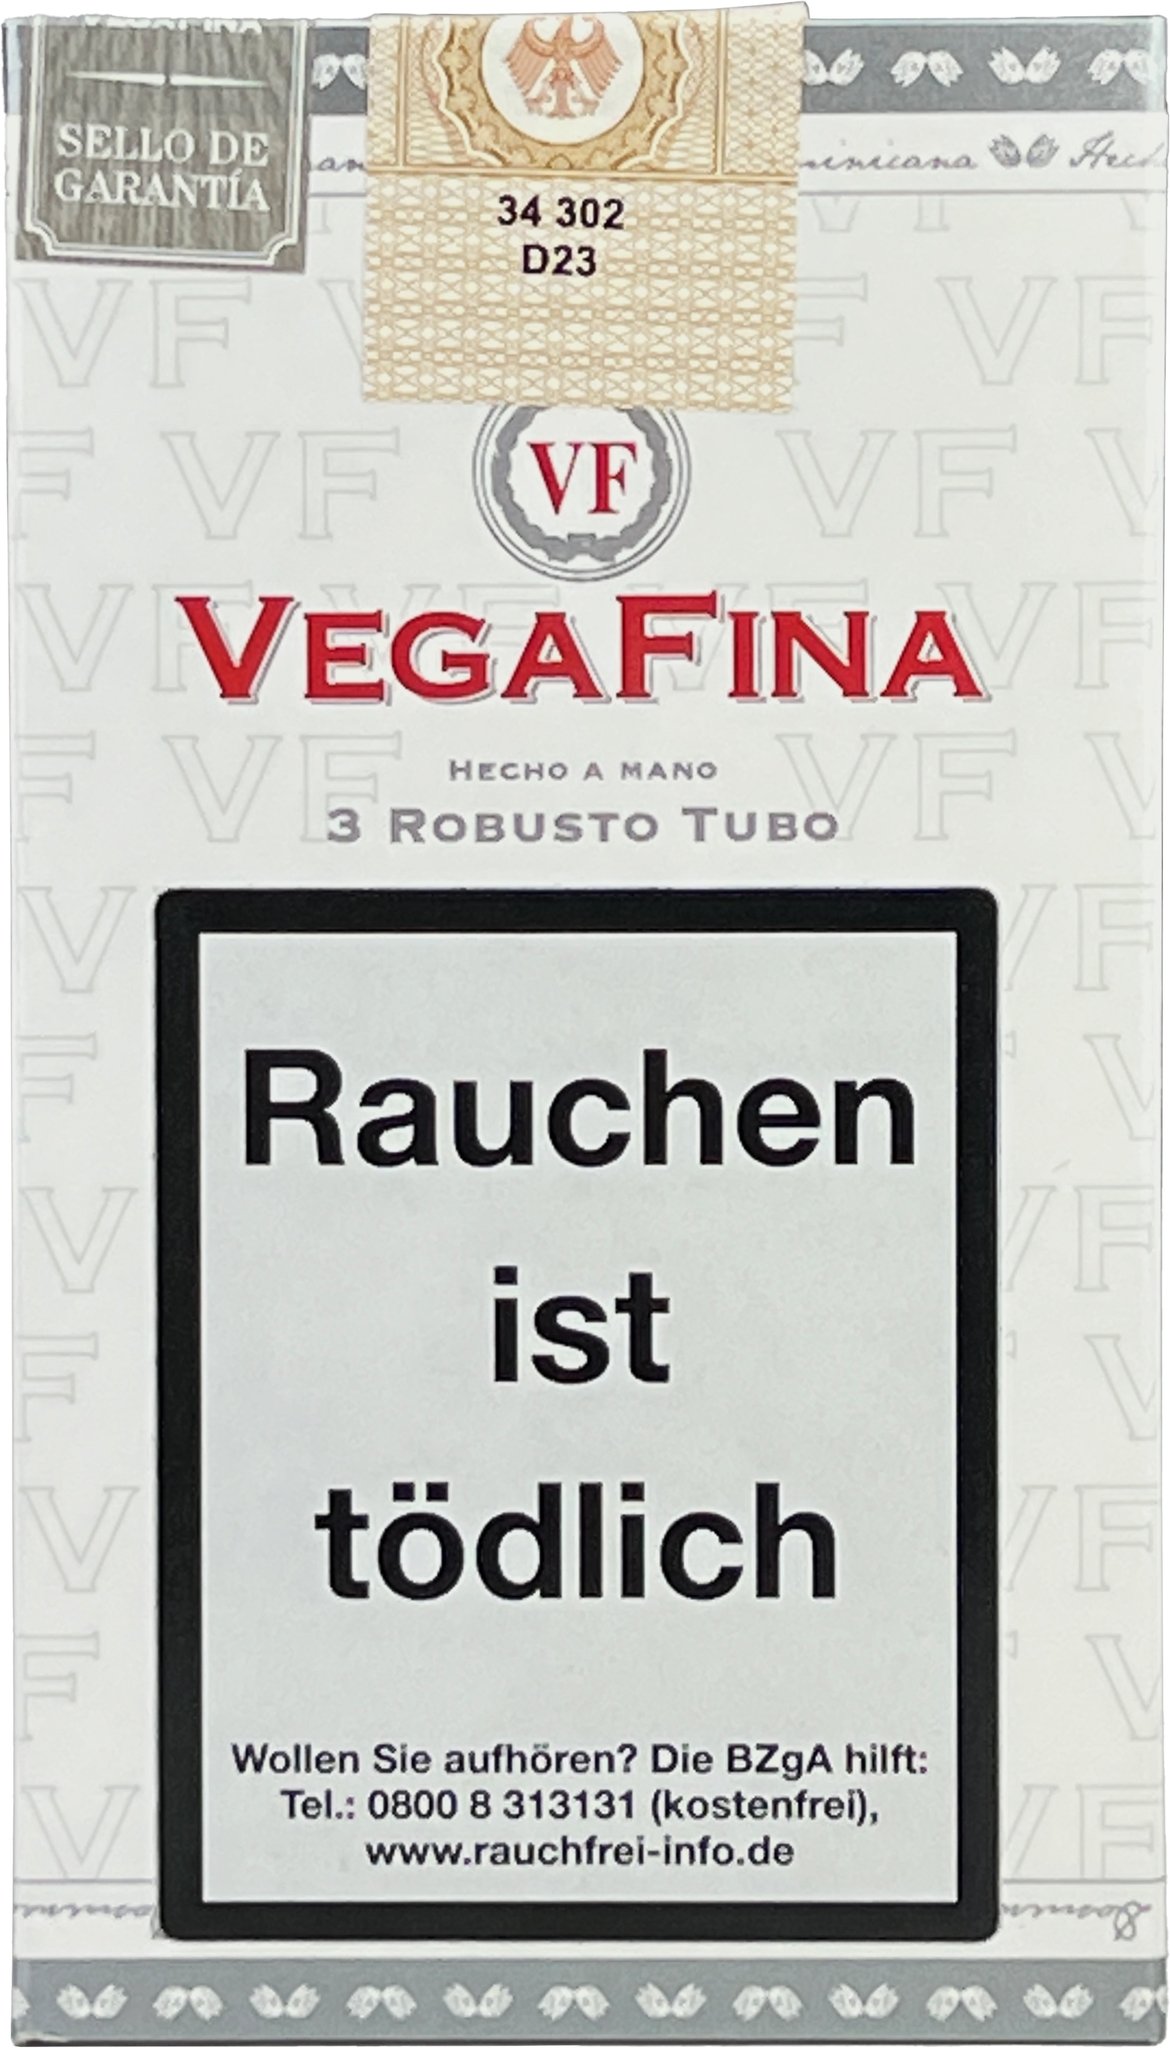 SELLO DE
GARANTÍA
34 302
D23
VF
VEGAFINA
HECHO A MANO
3 ROBUSTO TUBO
Rauchen
ist
tödlich
Wollen Sie aufhören? Die BZgA hilft:
Tel.: 0800 8 313131 (kostenfrei),
www.rauchfrei-info.de